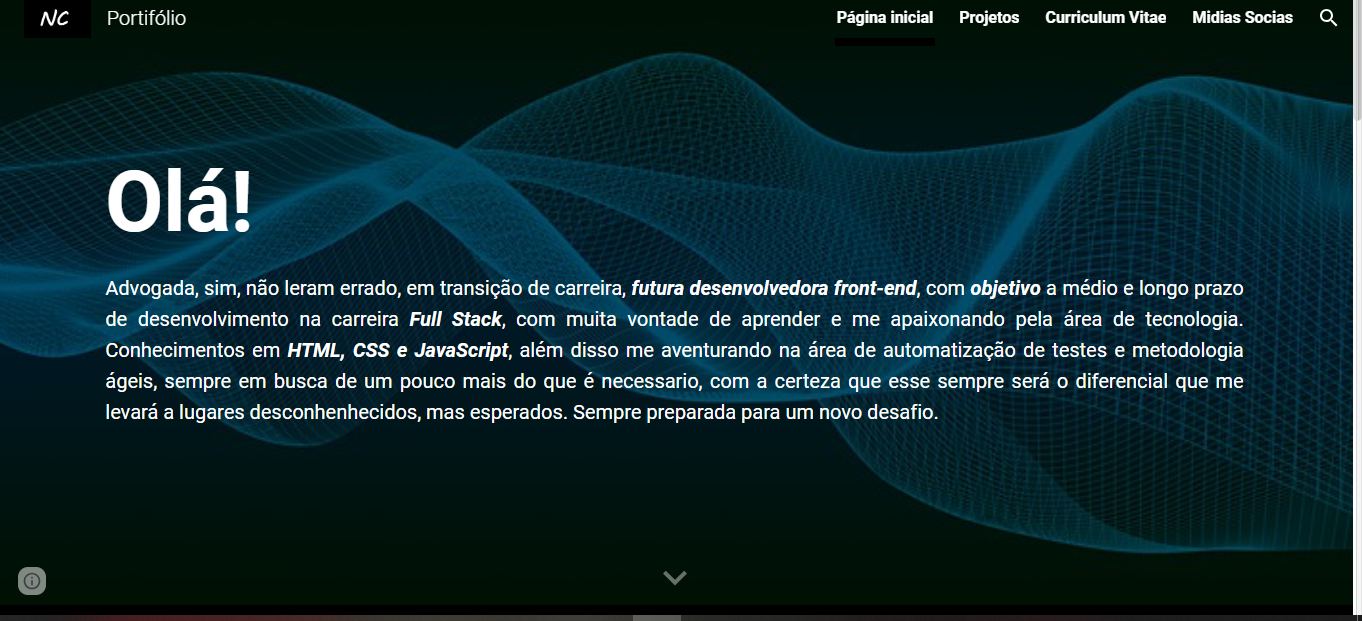 NC
Portifólio
Página inicial
Projetos
Curriculum Vitae
Midias Socias
Olá!
Advogada, sim, não leram errado, em transição de carreira, futura desenvolvedora front-end, com objetivo a médio e longo prazo
de desenvolvimento na carreira Full Stack, com muita vontade de aprender e me apaixonando pela área de tecnologia.
Conhecimentos em HTML, CSS e JavaScript, além disso me aventurando na área de automatização de testes e metodologia
ágeis, sempre em busca de um pouco mais do que é necessario, com a certeza que esse sempre será o diferencial que me
levará a lugares desconhenhecidos, mas esperados. Sempre preparada para um novo desafio.